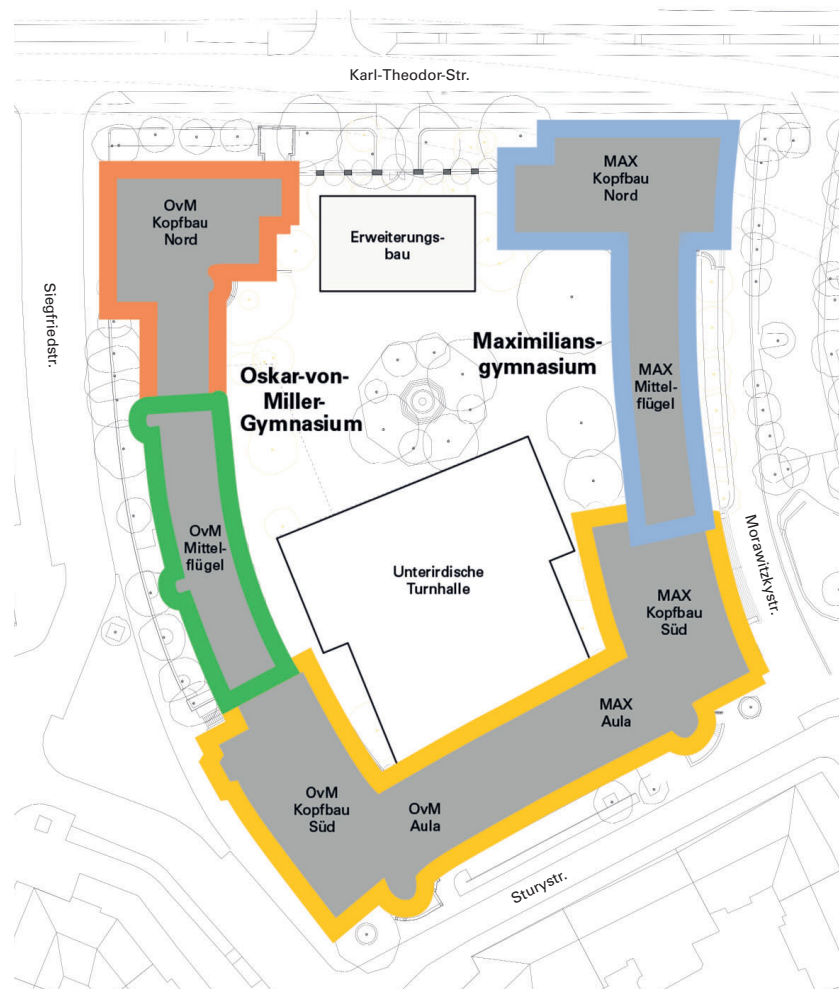 Karl-Theodor-Str.
OvM
Kopfbau
Nord
MAX
Kopfbau
Nord
Erweiterungs-
bau
Siegfriedstr.
Maximilians-
gymnasium
Oskar-von-
Miller-
Gymnasium
MAX
Mittel-
flügel
OvM
Mittel-
flügel
Unterirdische
Turnhalle
Morawitzkystr.
MAX
Kopfbau
Süd
MAX
Aula
OvM
Kopfbau
Süd
OvM
Aula
Sturystr.